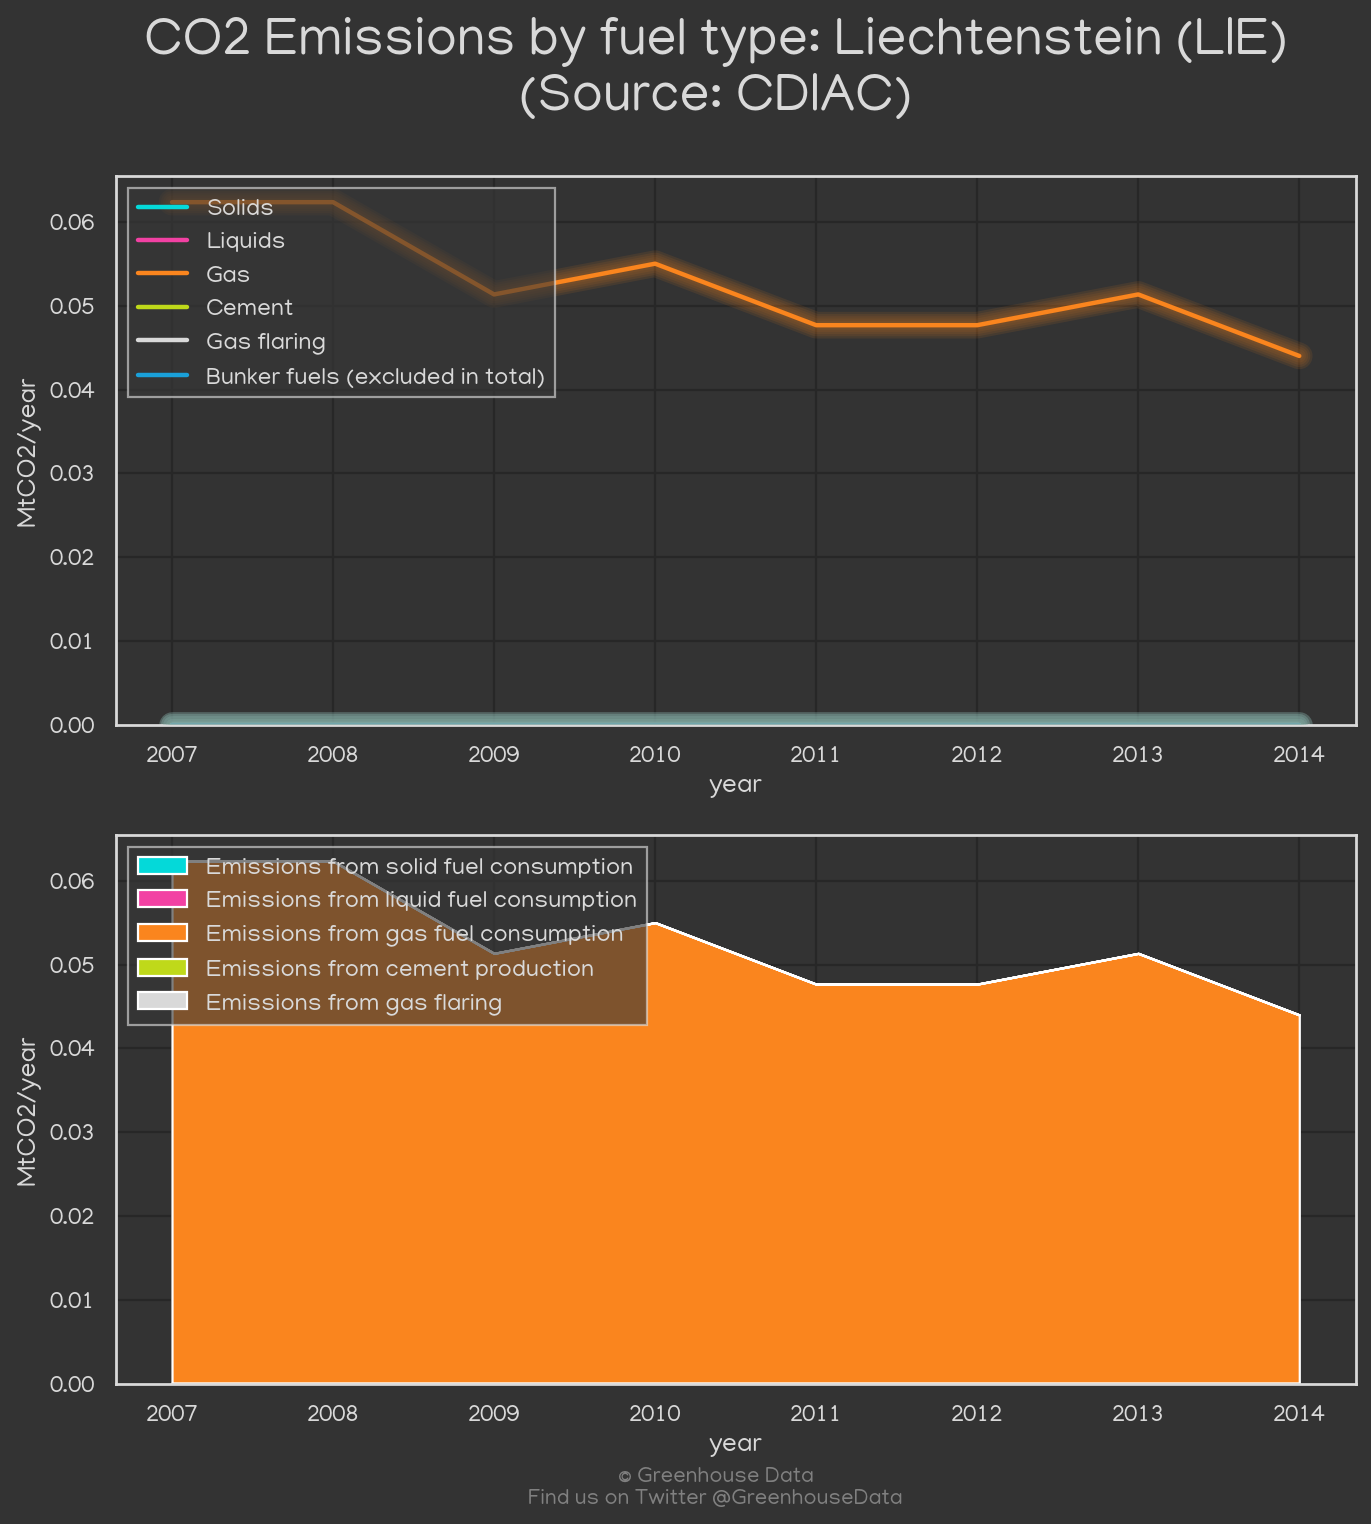 CO2 Emissions by fuel type: Liechtenstein (LIE)
(Source: CDIAC)
Solids
Liquids
Gas
Cement
Gas flaring
Bunker fuels (excluded in total)
MtCO2/year
0.06
0.05
0.04
0.03
0.02
0.01
0.00
2007 2008 2009 2010 2011 2012 2013 2014
year
Emissions from solid fuel consumption
Emissions from liquid fuel consumption
Emissions from gas fuel consumption
Emissions from cement production
Emissions from gas flaring
MtCO2/year
0.06
0.05
0.04
0.03
0.02
0.01
0.00
2007 2008 2009 2010 2011 2012 2013 2014
year
© Greenhouse Data
Find us on Twitter @GreenhouseData